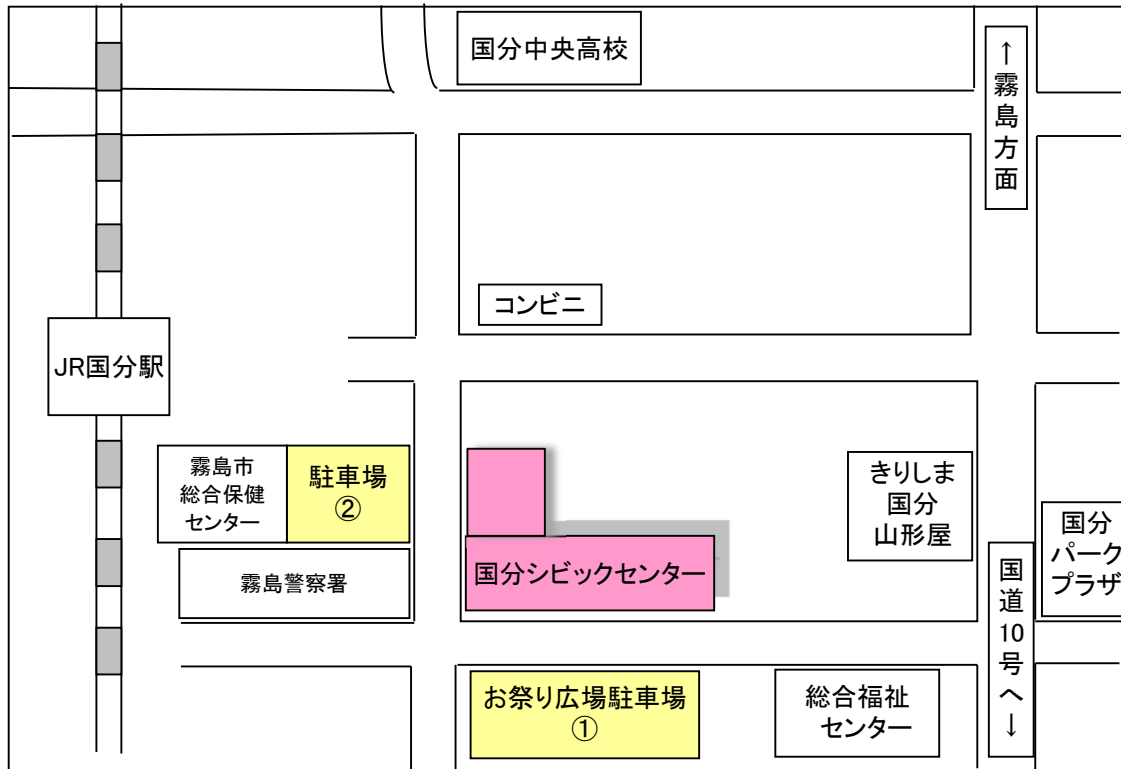 国分中央高校
↑霧島方面
コンビニ
JR国分駅
霧島市
総合保健
センター
駐車場
②
きりしま
国分
山形屋
国分
パーク
プラザ
国分シビックセンター
霧島警察署
国道10号へ↓
お祭り広場駐車場
①
総合福祉
センター